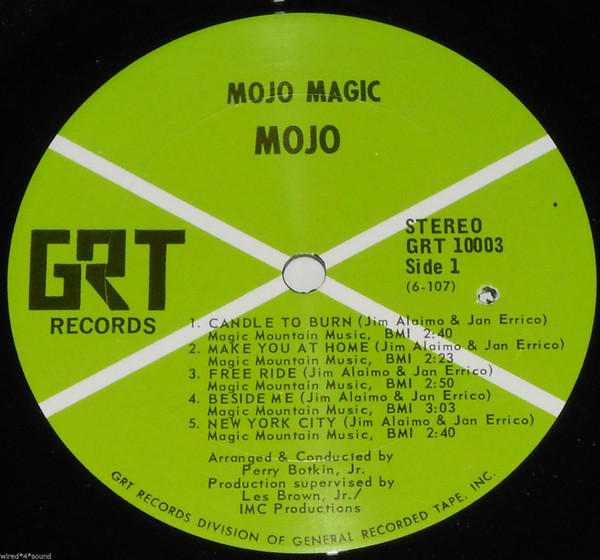 MOJO MAGIC
MOJO
GRT
RECORDS
STEREO
GRT 10003
Side 1
(6-107)
1. CANDLE TO BURN (Jim Alaimo & Jan Errico)
Magic Mountain Music, BMI 2:40
2. MAKE YOU AT HOME (Jim Alaimo & Jan Errico)
Magic Mountain Music, BMI 2:23
3. FREE RIDE (Jim Alaimo & Jan Errico)
Magic Mountain Music, BMI 2:50
4. BESIDE ME (Jim Alaimo & Jan Errico)
Magic Mountain Music, BMI 3:03
5. NEW YORK CITY (Jim Alaimo & Jan Errico)
Magic Mountain Music, BMI 2:40
Arranged & Conducted by
Perry Botkin, Jr.
Production supervised by
Les Brown, Jr./
IMC Productions
GRT RECORDS DIVISION OF GENERAL RECORDED TAPE, INC.
wired*4*sound